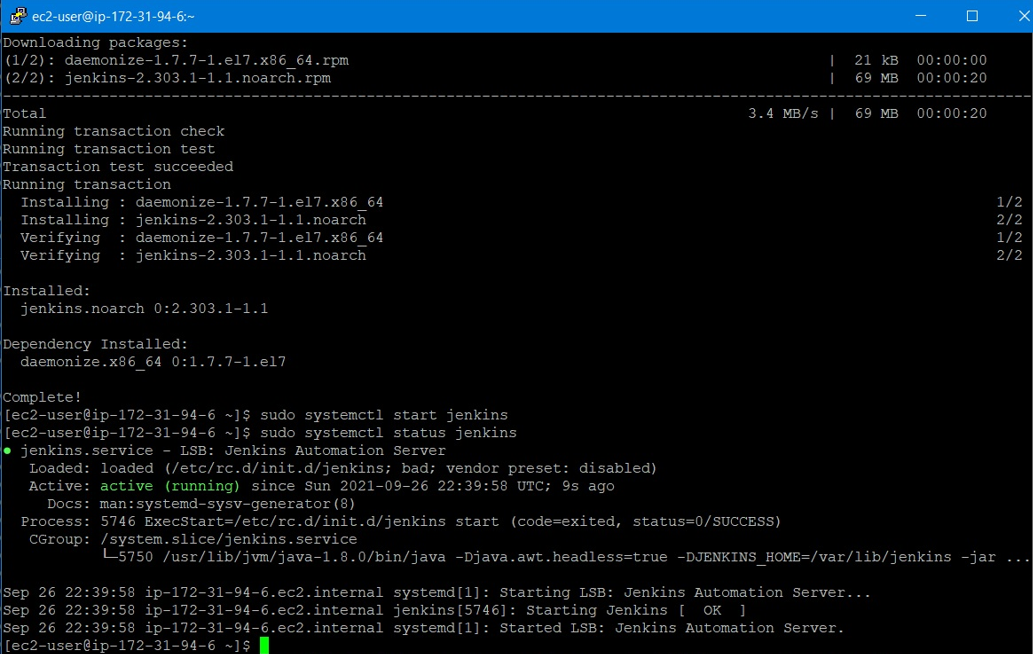 ec2-user@ip-172-31-94-6:~
Downloading packages:
(1/2): daemonize-1.7.7-1.el7.x86_64.rpm | 21 kB 00:00:00
(2/2): jenkins-2.303.1-1.1.noarch.rpm | 69 MB 00:00:20
--------------------------------------------------------------------------------
Total 3.4 MB/s | 69 MB 00:00:20
Running transaction check
Running transaction test
Transaction test succeeded
Running transaction
Installing : daemonize-1.7.7-1.el7.x86_64 1/2
Installing : jenkins-2.303.1-1.1.noarch 2/2
Verifying : daemonize-1.7.7-1.el7.x86_64 1/2
Verifying : jenkins-2.303.1-1.1.noarch 2/2
Installed:
jenkins.noarch 0:2.303.1-1.1
Dependency Installed:
daemonize.x86_64 0:1.7.7-1.el7
Complete!
[ec2-user@ip-172-31-94-6 ~]$ sudo systemctl start jenkins
[ec2-user@ip-172-31-94-6 ~]$ sudo systemctl status jenkins
● jenkins.service - LSB: Jenkins Automation Server
Loaded: loaded (/etc/rc.d/init.d/jenkins; bad; vendor preset: disabled)
Active: active (running) since Sun 2021-09-26 22:39:58 UTC; 9s ago
Docs: man:systemd-sysv-generator(8)
Process: 5746 ExecStart=/etc/rc.d/init.d/jenkins start (code=exited, status=0/SUCCESS)
CGroup: /system.slice/jenkins.service
└─5750 /usr/lib/jvm/java-1.8.0/bin/java -Djava.awt.headless=true -DJENKINS_HOME=/var/lib/jenkins -jar ...
Sep 26 22:39:58 ip-172-31-94-6.ec2.internal systemd[1]: Starting LSB: Jenkins Automation Server...
Sep 26 22:39:58 ip-172-31-94-6.ec2.internal jenkins[5746]: Starting Jenkins [ OK ]
Sep 26 22:39:58 ip-172-31-94-6.ec2.internal systemd[1]: Started LSB: Jenkins Automation Server.
[ec2-user@ip-172-31-94-6 ~]$